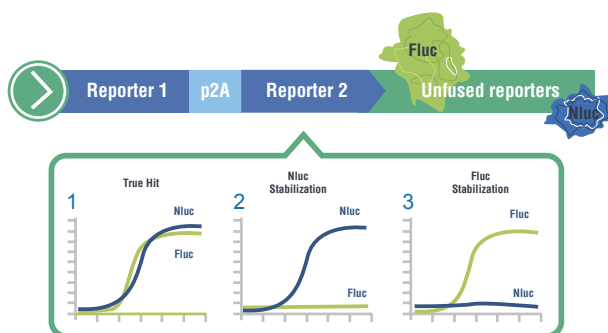 Fluc
Reporter 1
p2A
Reporter 2
Unfused reporters
Nluc
1
True Hit
Nluc
Fluc
2
Nluc
Stabilization
Nluc
Fluc
3
Fluc
Stabilization
Fluc
Nluc